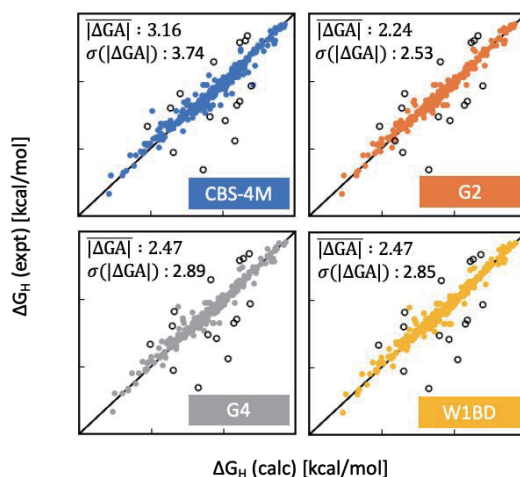 |ΔGA| : 3.16
σ(|ΔGA|) : 3.74
CBS-4M
|ΔGA| : 2.24
σ(|ΔGA|) : 2.53
G2
|ΔGA| : 2.47
σ(|ΔGA|) : 2.89
G4
|ΔGA| : 2.47
σ(|ΔGA|) : 2.85
W1BD
ΔG_H (expt) [kcal/mol]
ΔG_H (calc) [kcal/mol]